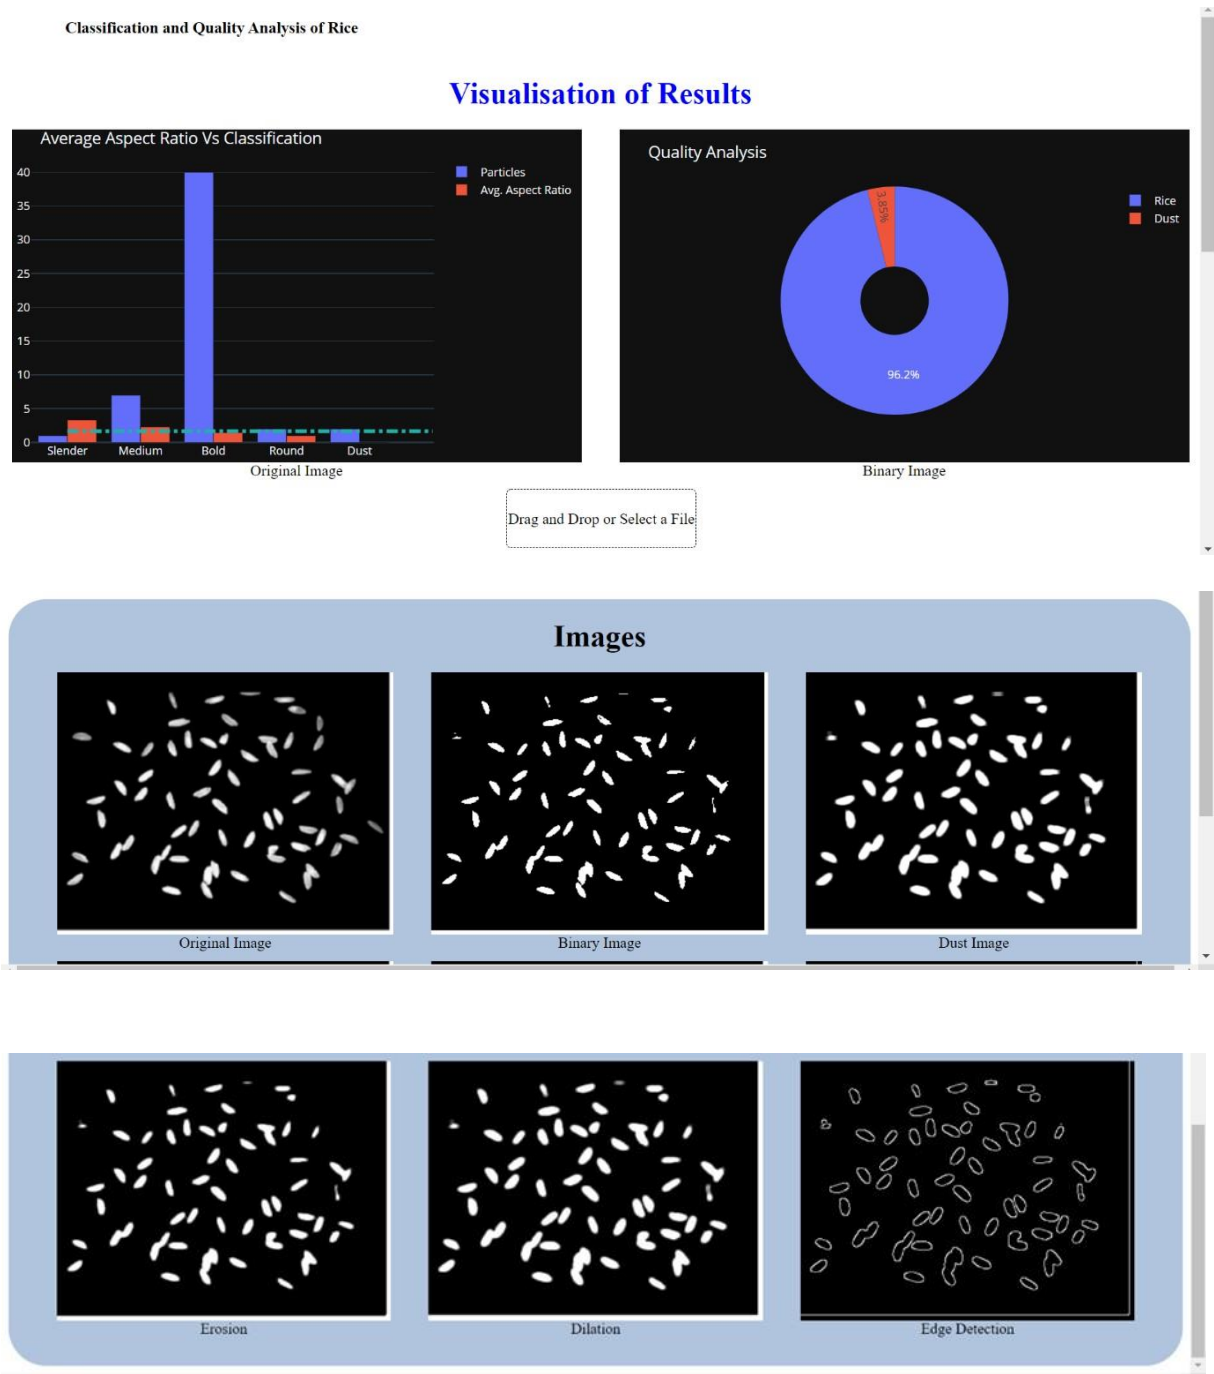 Classification and Quality Analysis of Rice
Visualisation of Results
Average Aspect Ratio Vs Classification
Particles
Avg. Aspect Ratio
40
35
30
25
20
15
10
5
0
Slender Medium Bold Round Dust
Original Image
Quality Analysis
Rice
Dust
3.85%
96.2%
Binary Image
Drag and Drop or Select a File
Images
Original Image Binary Image Dust Image
Erosion Dilation Edge Detection